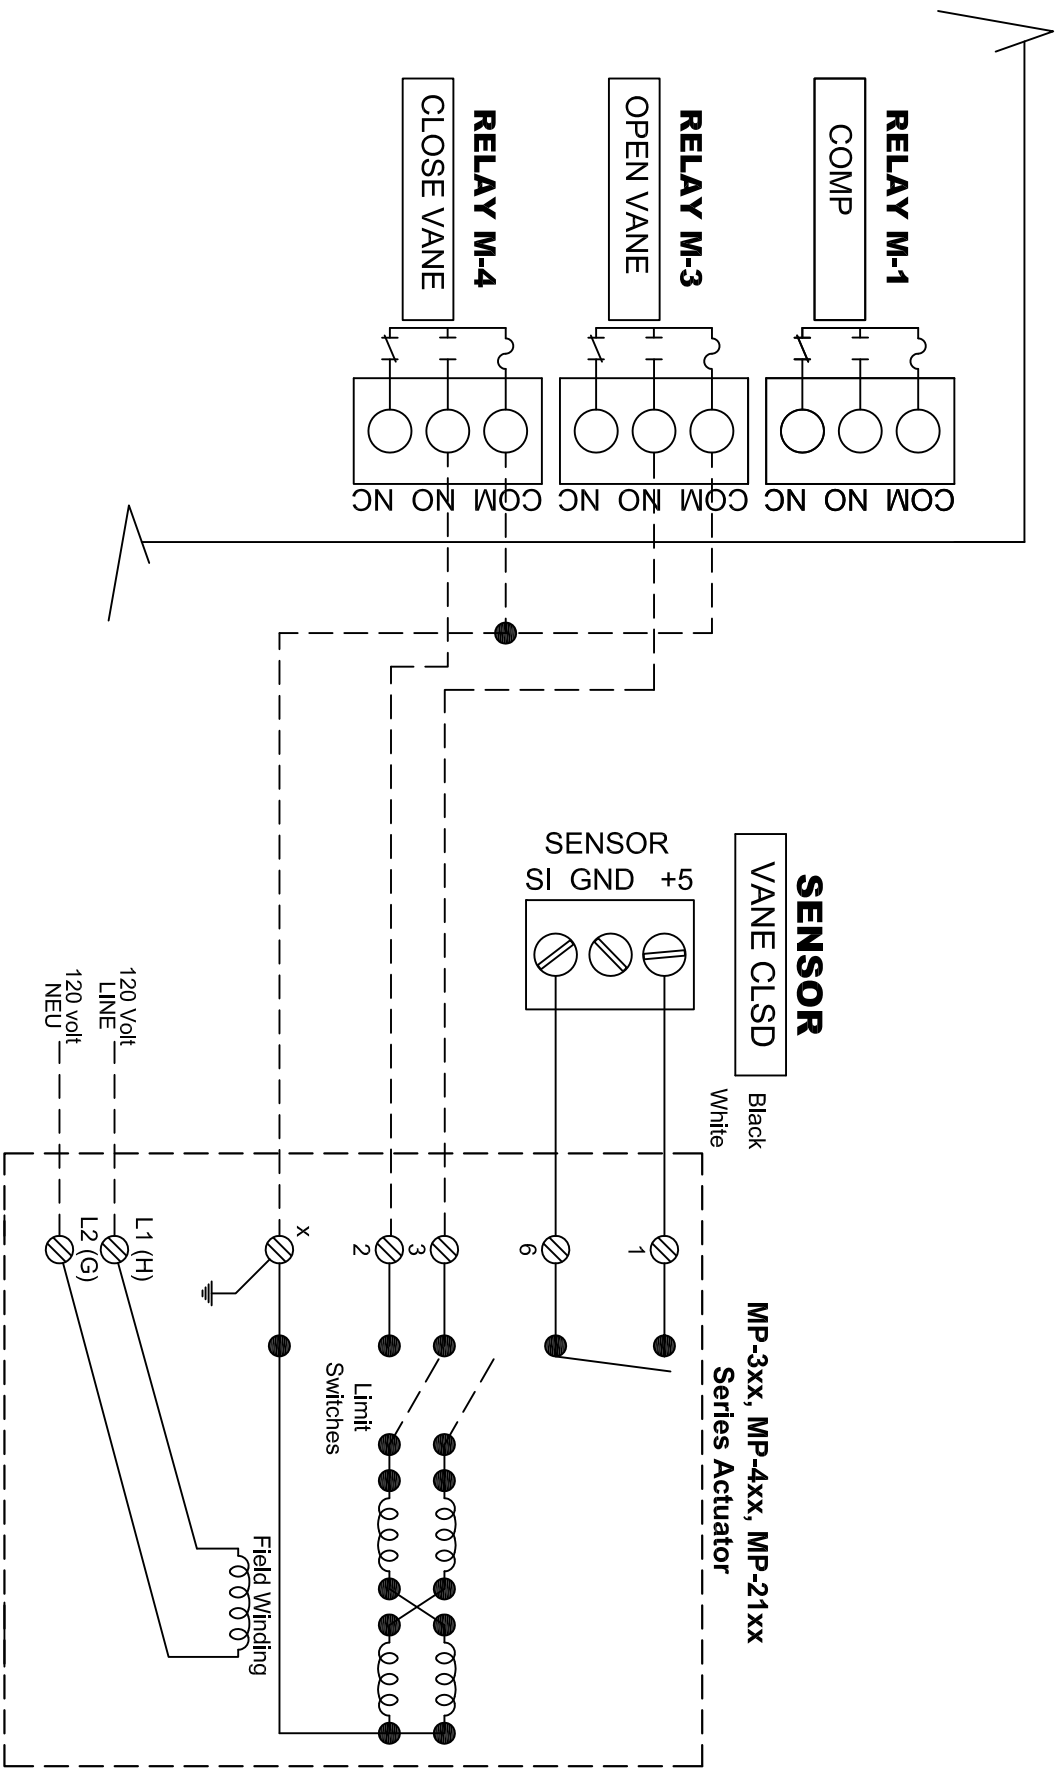 RELAY M-1
COMP
COM
NO
NC
RELAY M-3
OPEN VANE
COM
NO
NC
RELAY M-4
CLOSE VANE
COM
NO
NC
SENSOR
VANE CLSD
SENSOR
SI GND +5
Black
White
MP-3xx, MP-4xx, MP-21xx
Series Actuator
1
6
3
2
x
Limit
Switches
120 Volt
LINE
120 volt
NEU
L1 (H)
L2 (G)
Field Winding